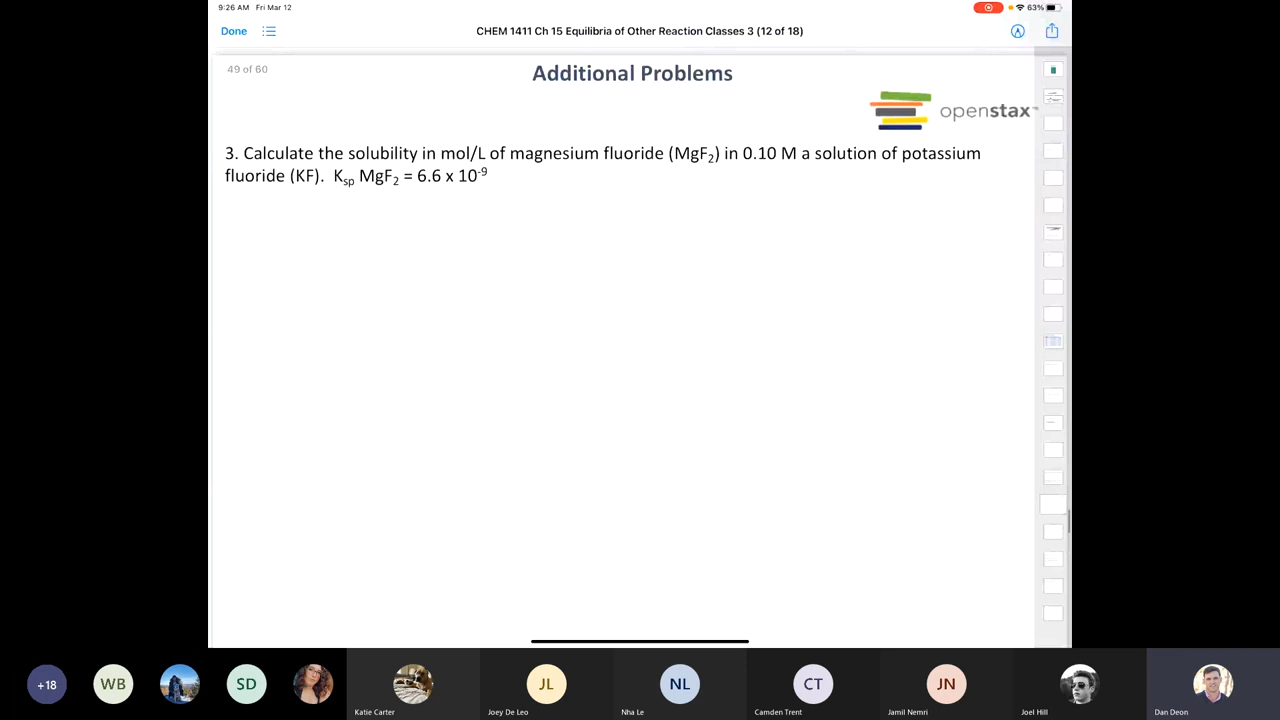 9:26 AM Fri Mar 12
63%
Done
CHEM 1411 Ch 15 Equilibria of Other Reaction Classes 3 (12 of 18)
49 of 60
Additional Problems
openstax™
3. Calculate the solubility in mol/L of magnesium fluoride (MgF₂) in 0.10 M a solution of potassium
fluoride (KF). Ksp MgF₂ = 6.6 x 10⁻⁹
+18
WB
SD
JL
NL
CT
JN
Katie Carter
Joey De Leo
Nha Le
Camden Trent
Jamil Nemri
Joel Hill
Dan Deon